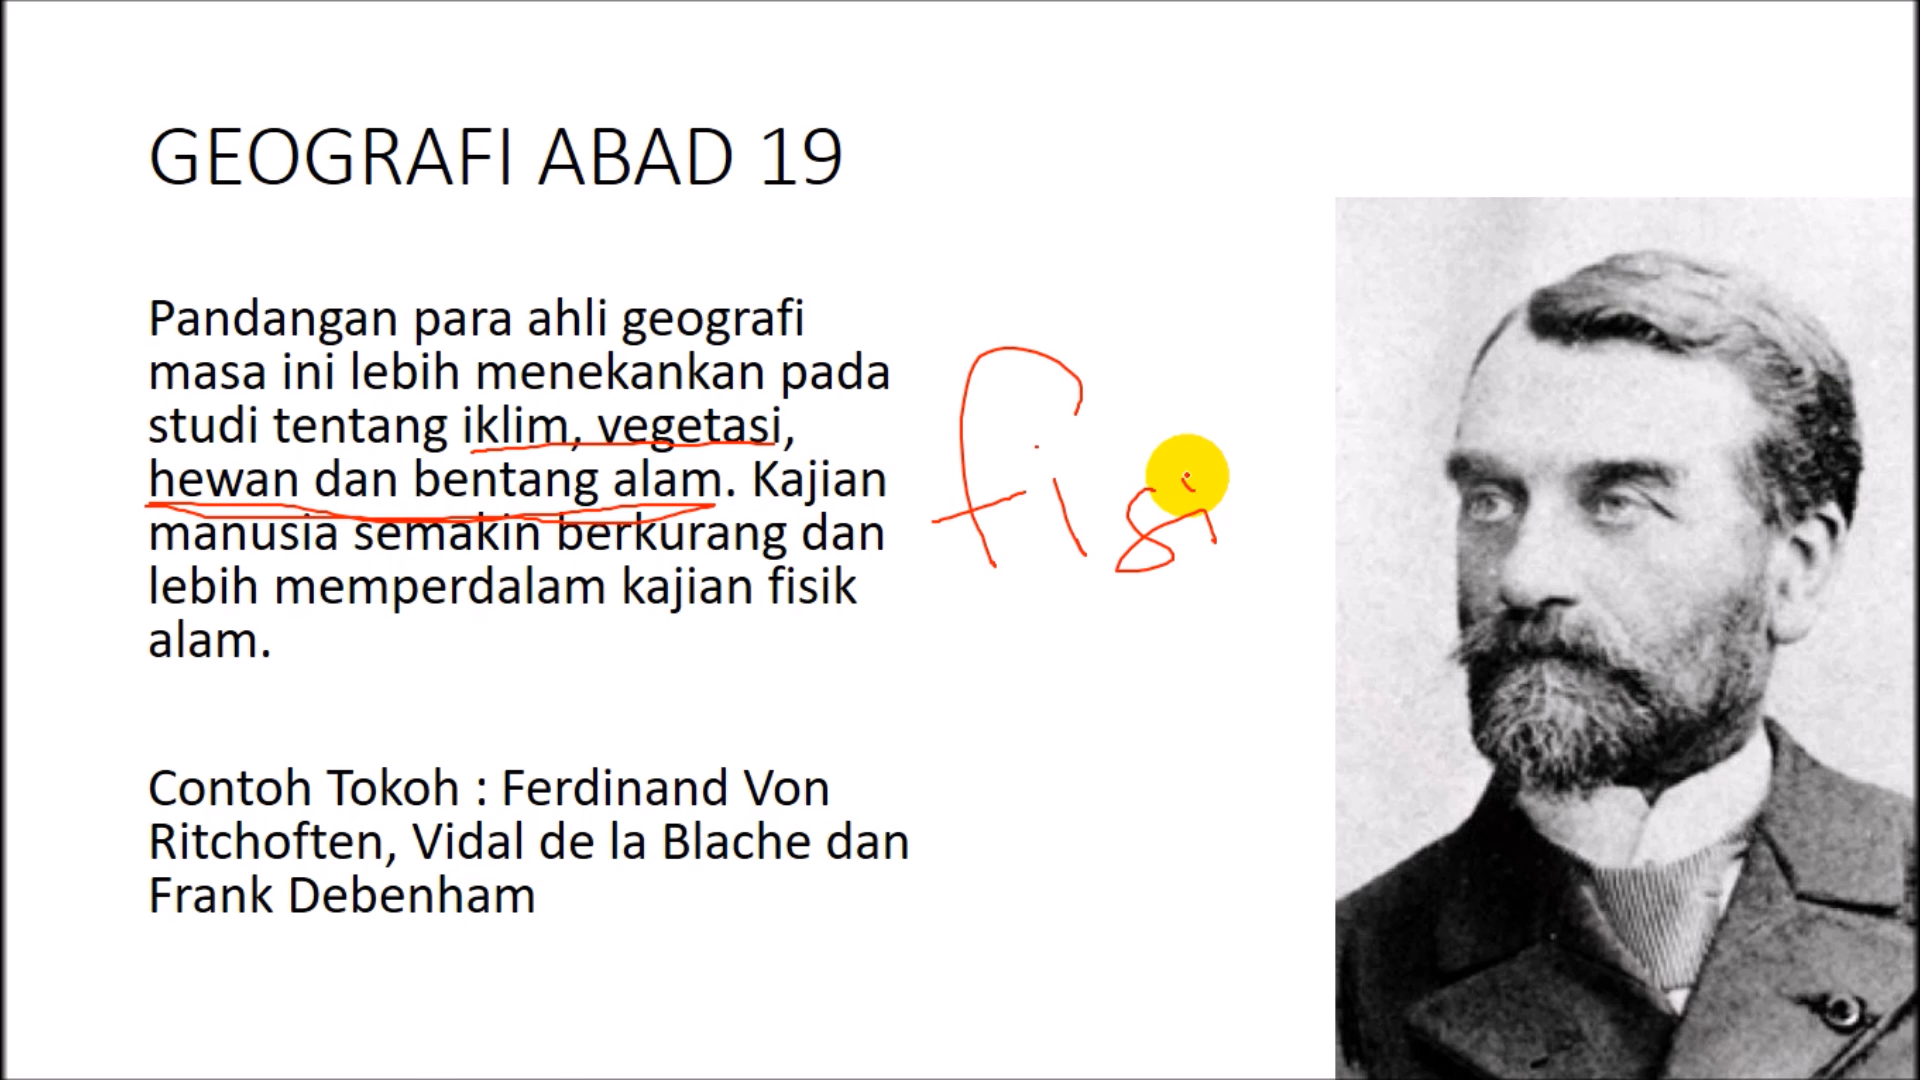 GEOGRAFI ABAD 19
Pandangan para ahli geografi
masa ini lebih menekankan pada
studi tentang iklim, vegetasi,
hewan dan bentang alam. Kajian
manusia semakin berkurang dan
lebih memperdalam kajian fisik
alam.
fisi
Contoh Tokoh : Ferdinand Von
Ritchoften, Vidal de la Blache dan
Frank Debenham